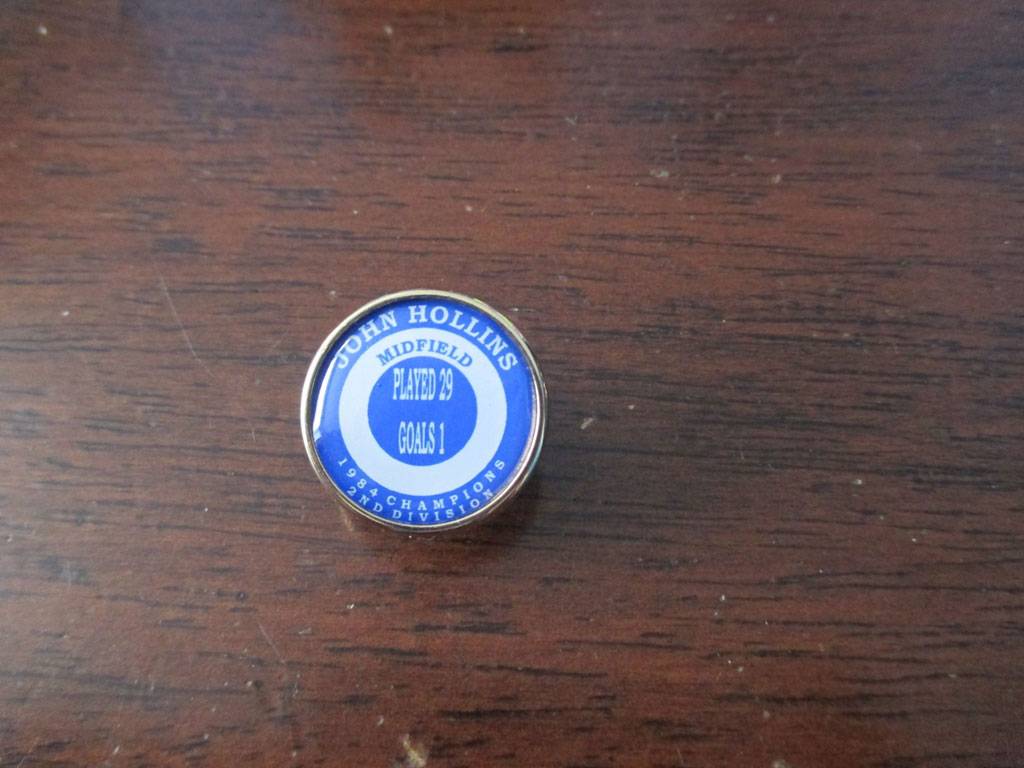 JOHN HOLLINS
MIDFIELD
PLAYED 29
GOALS 1
1984 CHAMPIONS
2ND DIVISION